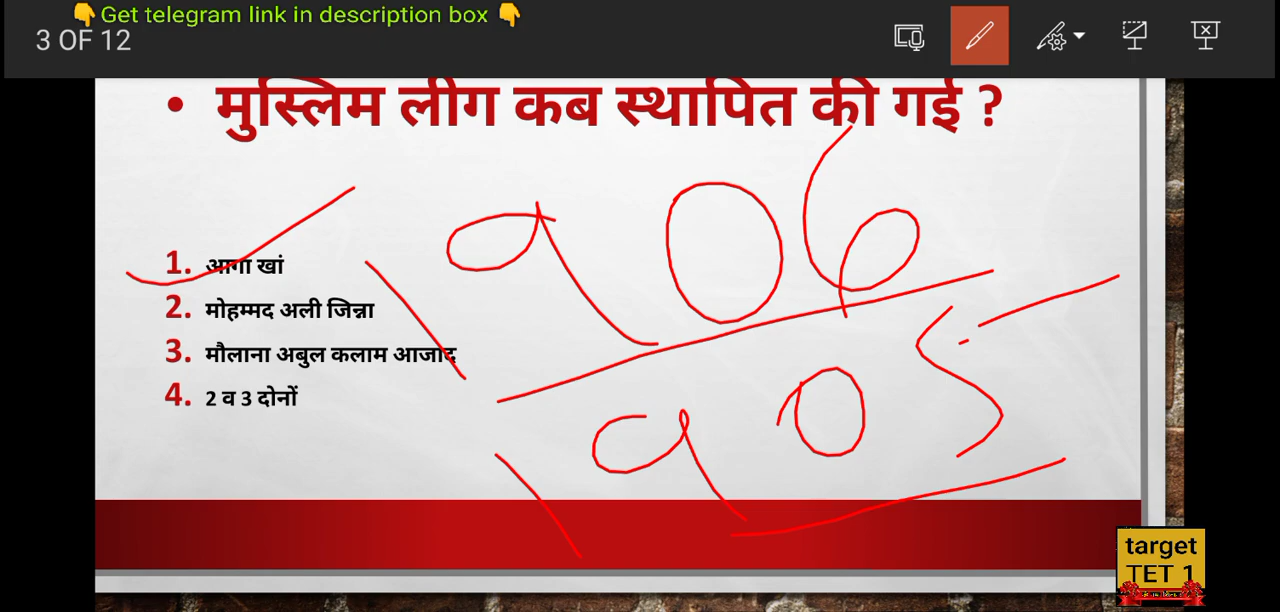 👇Get telegram link in description box 👇
3 OF 12
• मुस्लिम लीग कब स्थापित की गई ?
1. आगा खां
2. मोहम्मद अली जिन्ना
3. मौलाना अबुल कलाम आजाद
4. 2 व 3 दोनों
1906
1905
target
TET 1